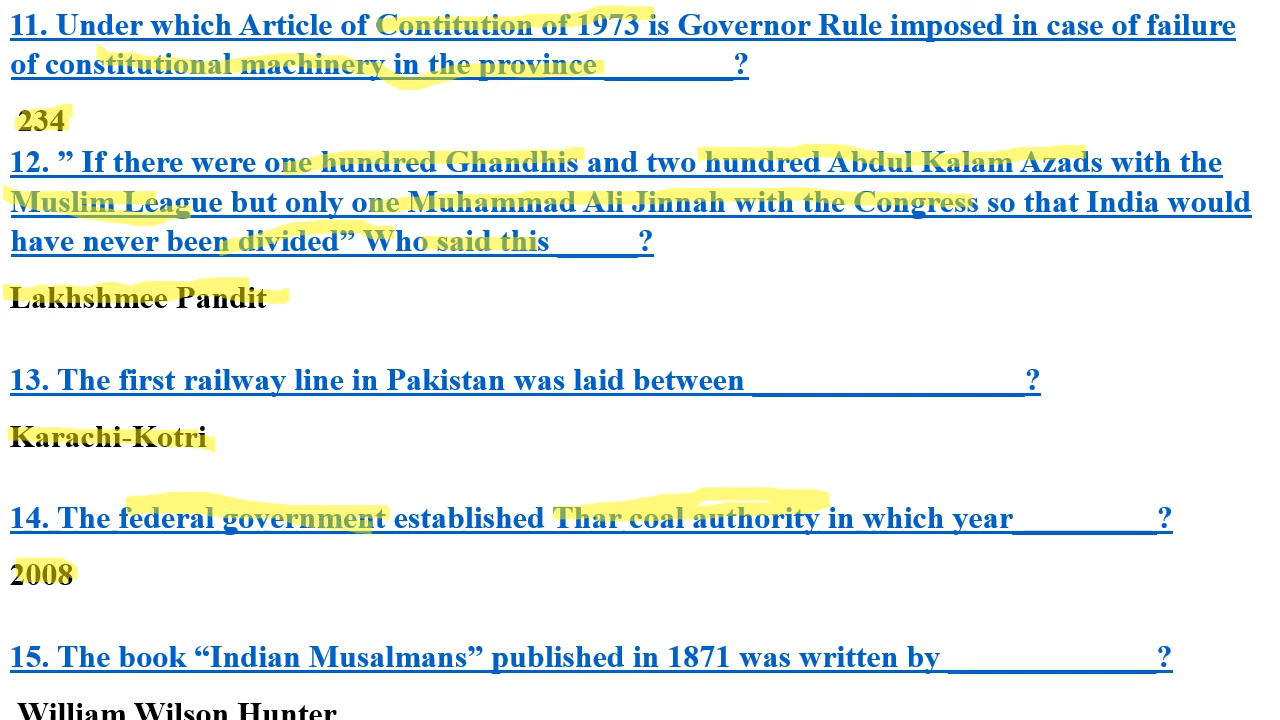 11. Under which Article of Contitution of 1973 is Governor Rule imposed in case of failure
of constitutional machinery in the province ________?
234
12. ” If there were one hundred Ghandhis and two hundred Abdul Kalam Azads with the
Muslim League but only one Muhammad Ali Jinnah with the Congress so that India would
have never been divided” Who said this _____?
Lakhshmee Pandit
13. The first railway line in Pakistan was laid between _________________?
Karachi-Kotri
14. The federal government established Thar coal authority in which year_________?
2008
15. The book “Indian Musalmans” published in 1871 was written by _____________?
William Wilson Hunter